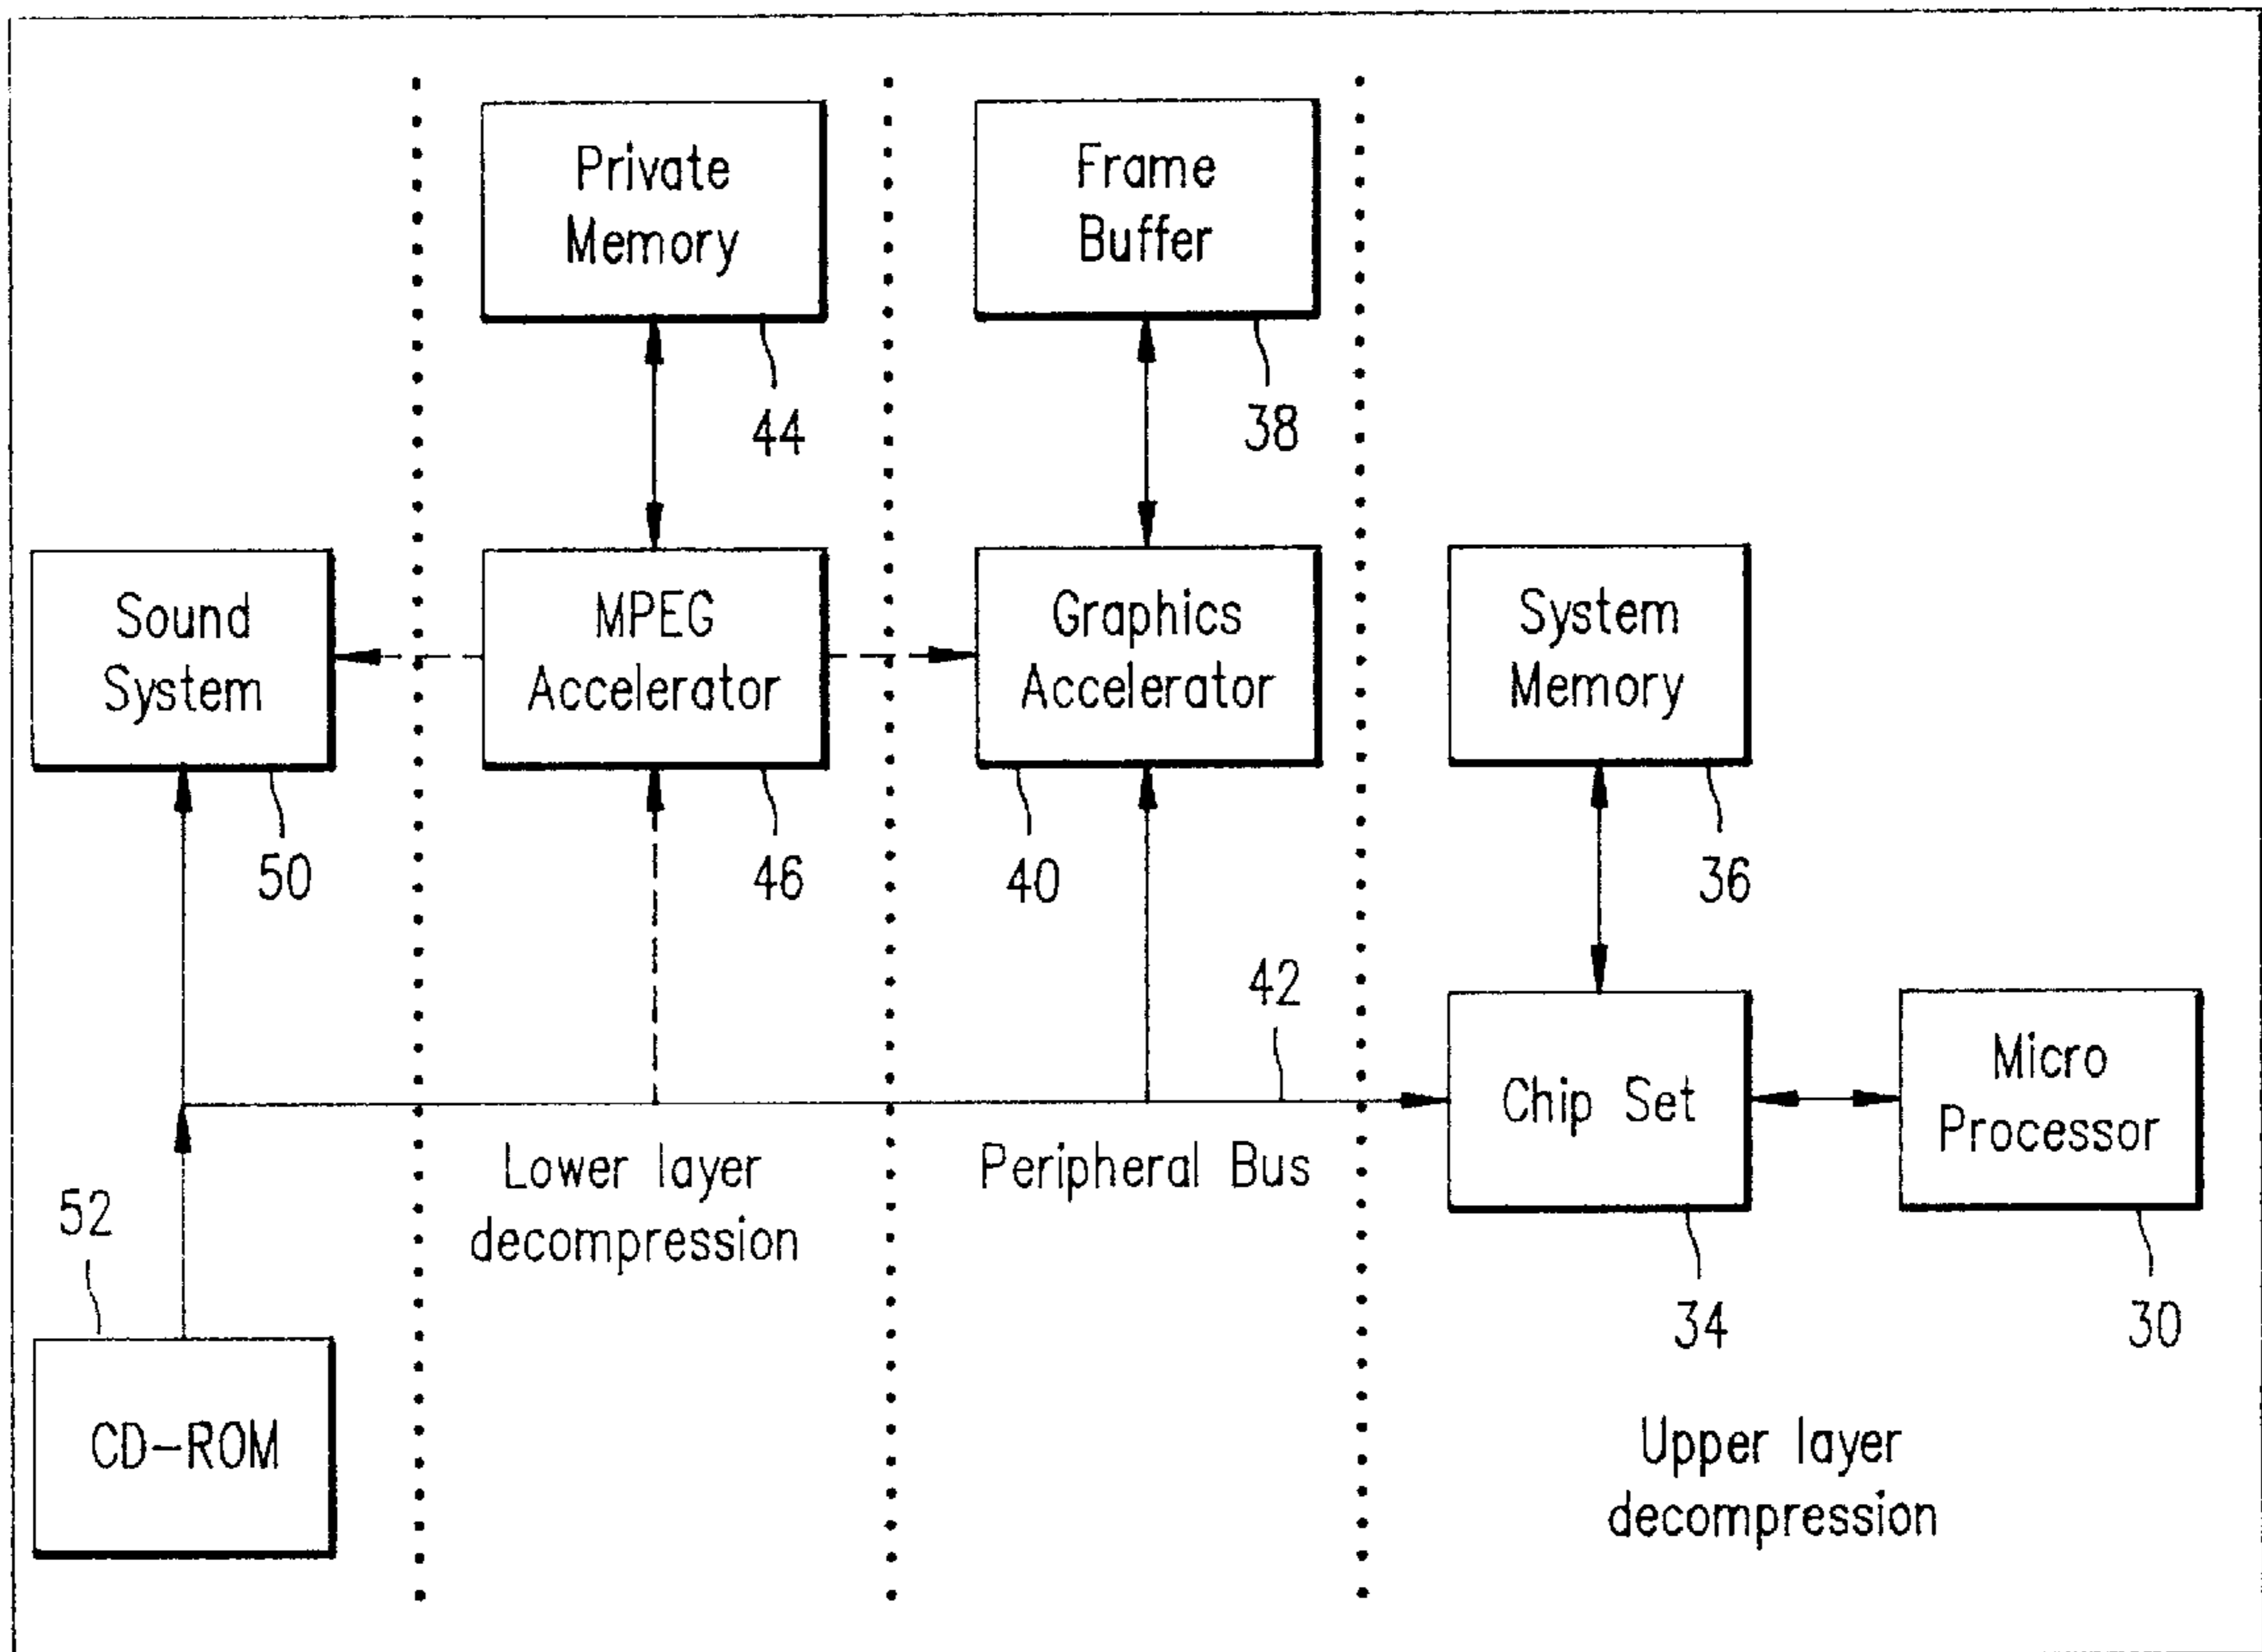 Private
Memory
44
Frame
Buffer
38
Sound
System
50
MPEG
Accelerator
46
Graphics
Accelerator
40
System
Memory
36
42
Chip Set
34
Micro
Processor
30
Lower layer
decompression
Peripheral Bus
52
CD-ROM
Upper layer
decompression